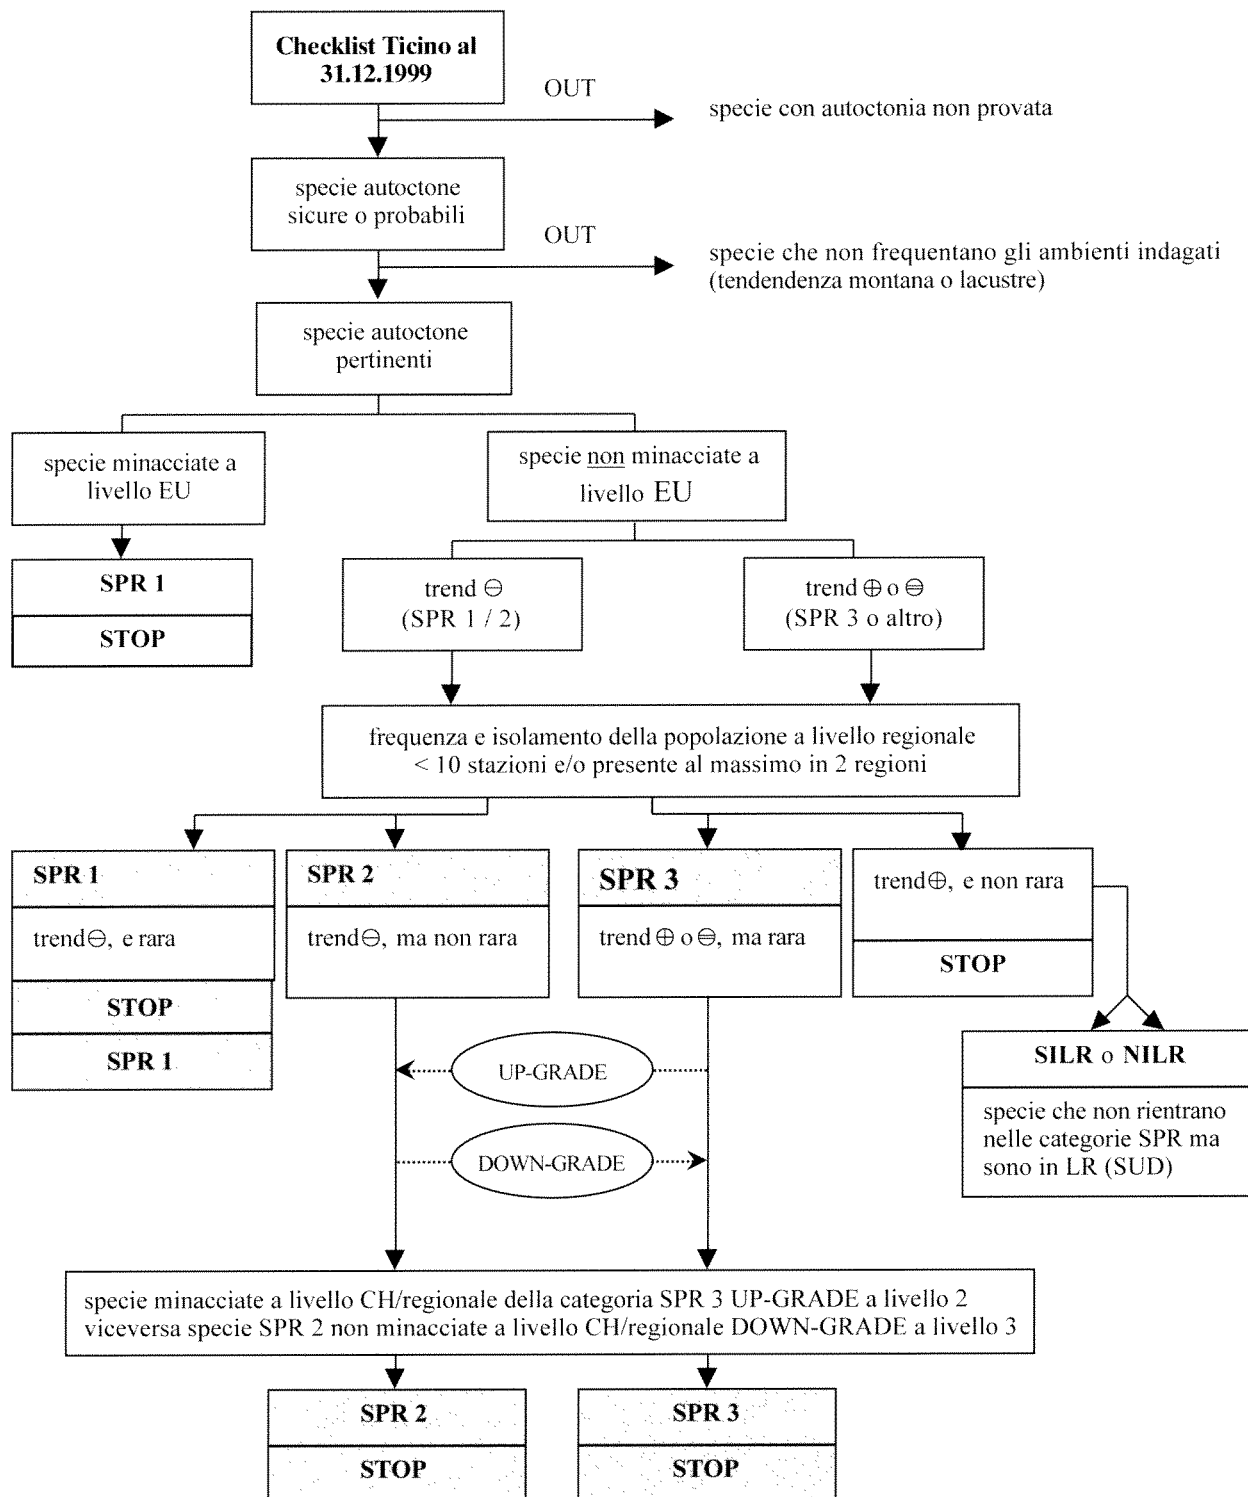 Checklist Ticino al
31.12.1999
OUT
specie con autoctonia non provata
specie autoctone
sicure o probabili
OUT
specie che non frequentano gli ambienti indagati
(tendendenza montana o lacustre)
specie autoctone
pertinenti
specie minacciate a
livello EU
specie non minacciate a
livello EU
SPR 1
STOP
trend ⊖
(SPR 1 / 2)
trend ⊕ o ⊜
(SPR 3 o altro)
frequenza e isolamento della popolazione a livello regionale
< 10 stazioni e/o presente al massimo in 2 regioni
SPR 1
trend⊖, e rara
STOP
SPR 1
SPR 2
trend⊖, ma non rara
SPR 3
trend ⊕ o ⊜, ma rara
trend⊕, e non rara
STOP
SILR o NILR
specie che non rientrano
nelle categorie SPR ma
sono in LR (SUD)
UP-GRADE
DOWN-GRADE
specie minacciate a livello CH/regionale della categoria SPR 3 UP-GRADE a livello 2
viceversa specie SPR 2 non minacciate a livello CH/regionale DOWN-GRADE a livello 3
SPR 2
STOP
SPR 3
STOP